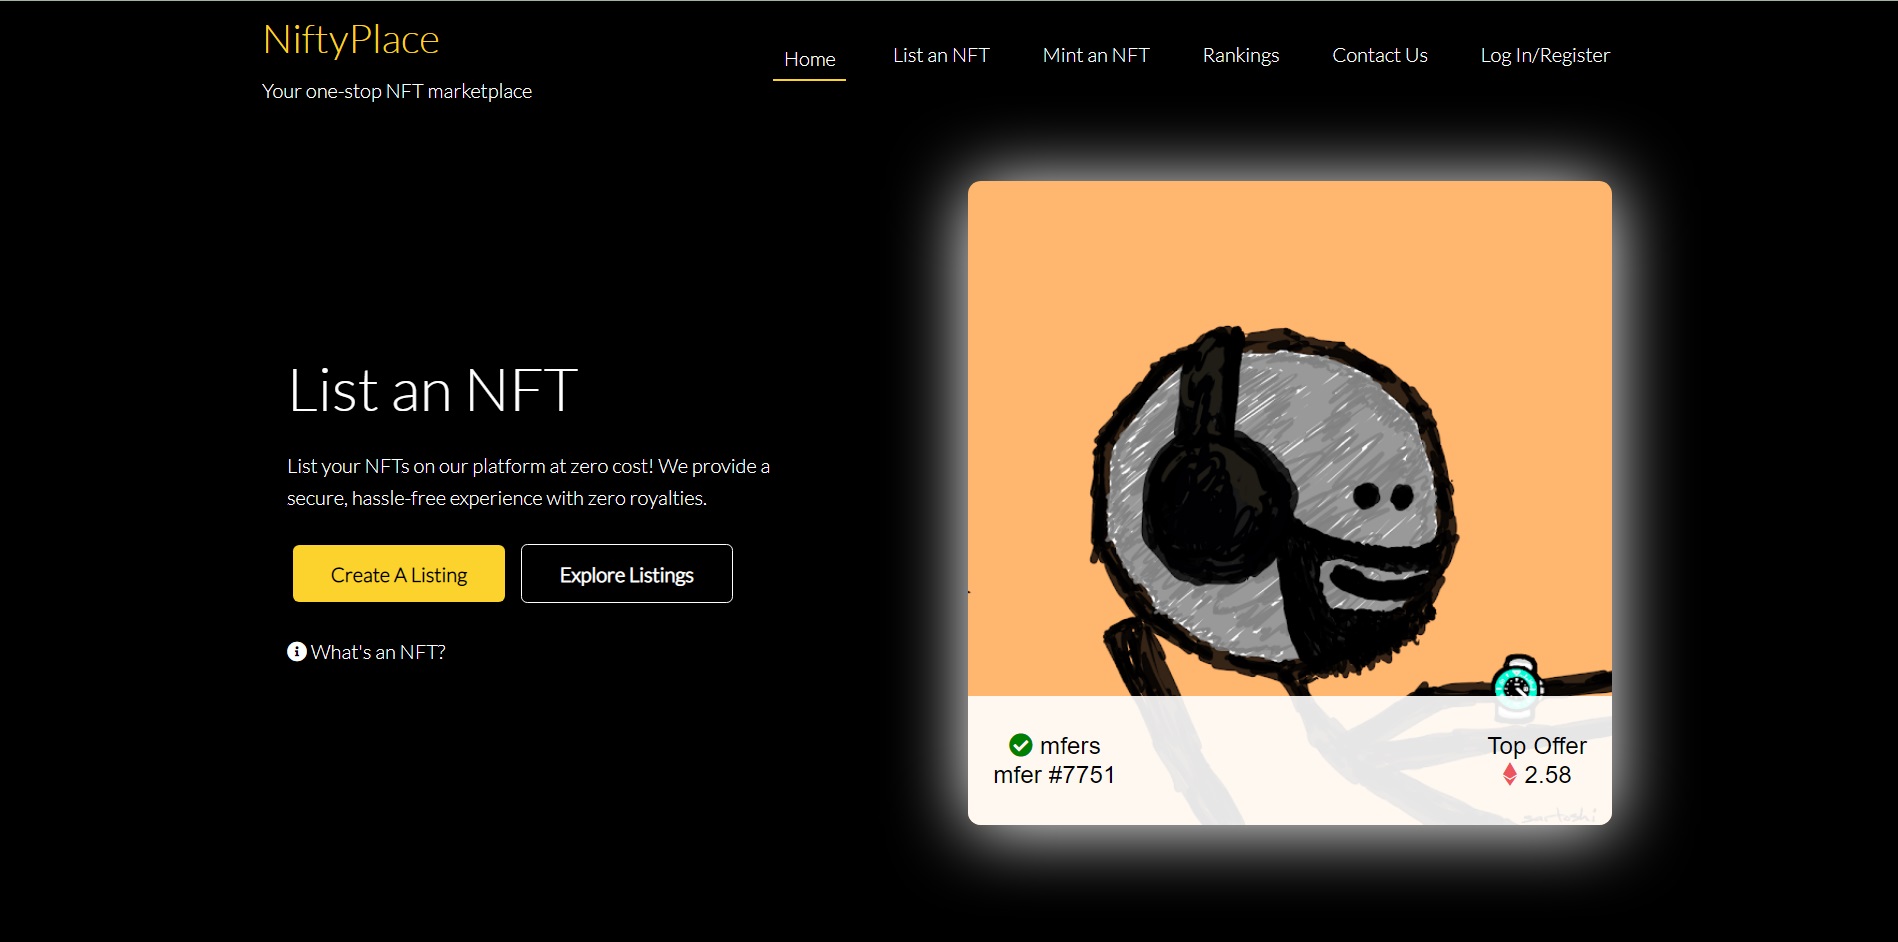 NiftyPlace
Your one-stop NFT marketplace
Home
List an NFT
Mint an NFT
Rankings
Contact Us
Log In/Register
List an NFT
List your NFTs on our platform at zero cost! We provide a
secure, hassle-free experience with zero royalties.
Create A Listing
Explore Listings
What's an NFT?
mfers
mfer #7751
Top Offer
2.58
sartoshi